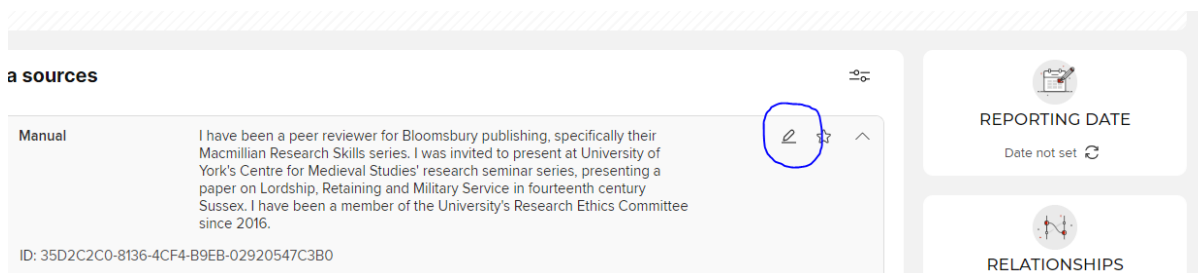 a sources
Manual
I have been a peer reviewer for Bloomsbury publishing, specifically their
Macmillian Research Skills series. I was invited to present at University of
York's Centre for Medieval Studies' research seminar series, presenting a
paper on Lordship, Retaining and Military Service in fourteenth century
Sussex. I have been a member of the University's Research Ethics Committee
since 2016.
ID: 35D2C2C0-8136-4CF4-B9EB-02920547C3B0
REPORTING DATE
Date not set
RELATIONSHIPS